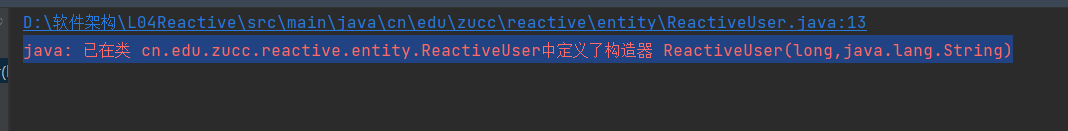 D:\软件架构\L04Reactive\src\main\java\cn\edu\zucc\reactive\entity\ReactiveUser.java:13
java: 已在类 cn.edu.zucc.reactive.entity.ReactiveUser中定义了构造器 ReactiveUser(long,java.lang.String)